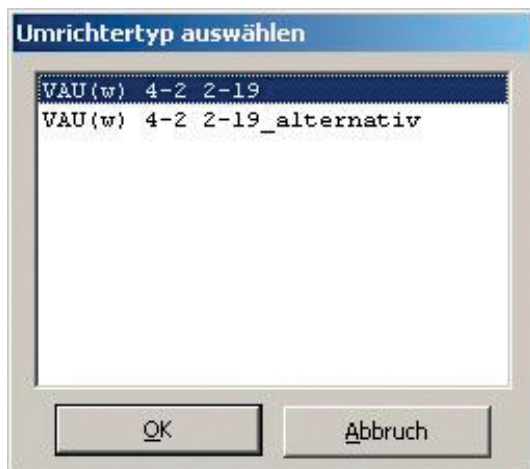 Umrichtertyp auswählen
VAU(w) 4-2 2-19
VAU(w) 4-2 2-19_alternativ
OK
Abbruch